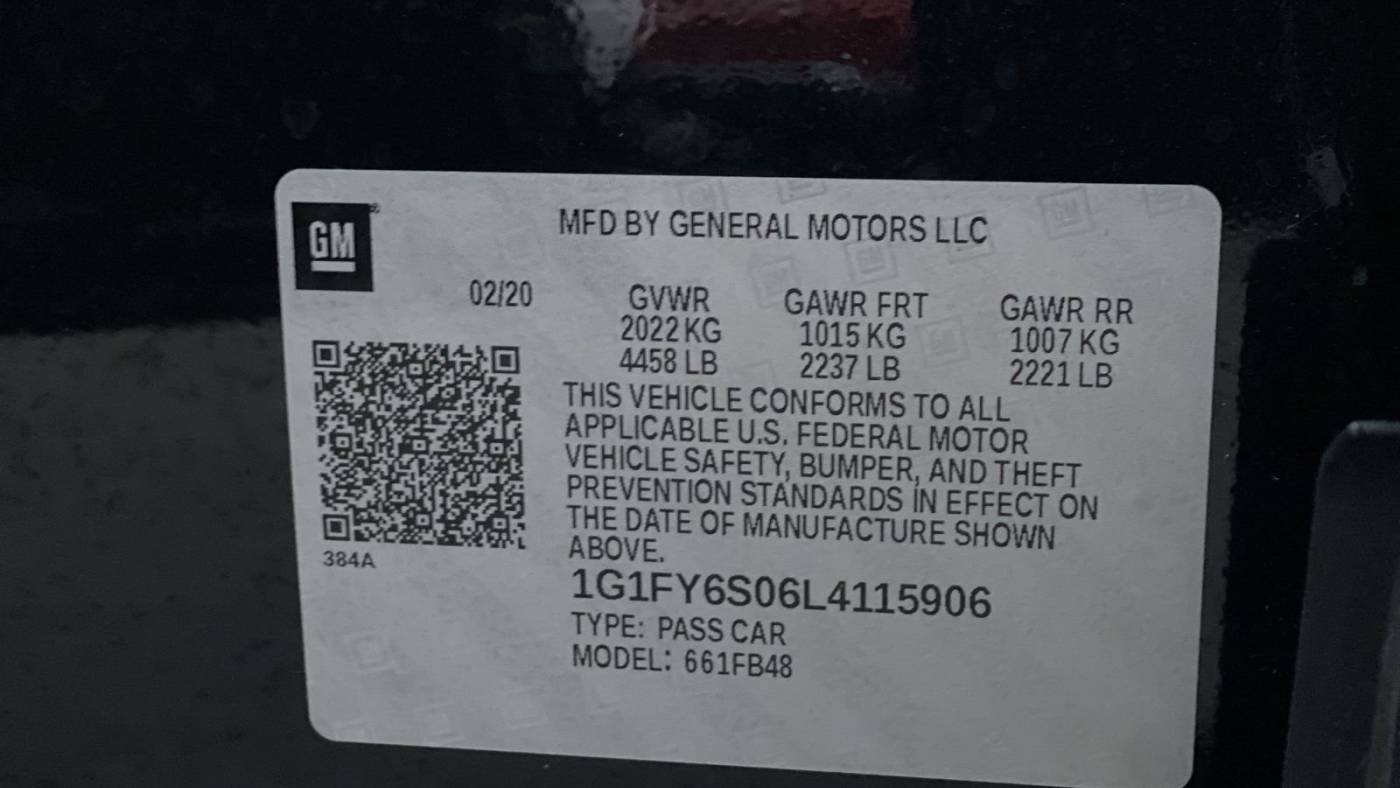 GM
MFD BY GENERAL MOTORS LLC
02/20 GVWR GAWR FRT GAWR RR
2022 KG 1015 KG 1007 KG
4458 LB 2237 LB 2221 LB
THIS VEHICLE CONFORMS TO ALL
APPLICABLE U.S. FEDERAL MOTOR
VEHICLE SAFETY, BUMPER, AND THEFT
PREVENTION STANDARDS IN EFFECT ON
THE DATE OF MANUFACTURE SHOWN
ABOVE.
384A
1G1FY6S06L4115906
TYPE: PASS CAR
MODEL: 661FB48